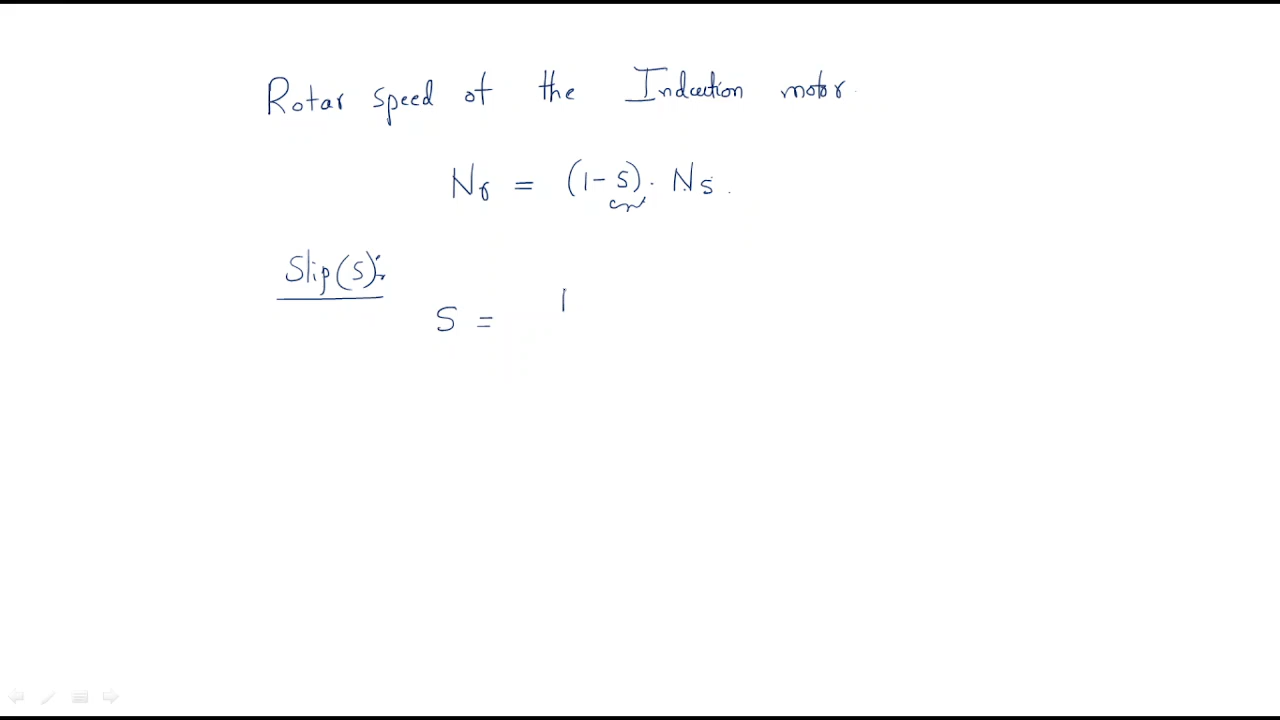 Rotar speed of the Induction motor.
Nr = (1-S). Ns.
Slip(S):
S =